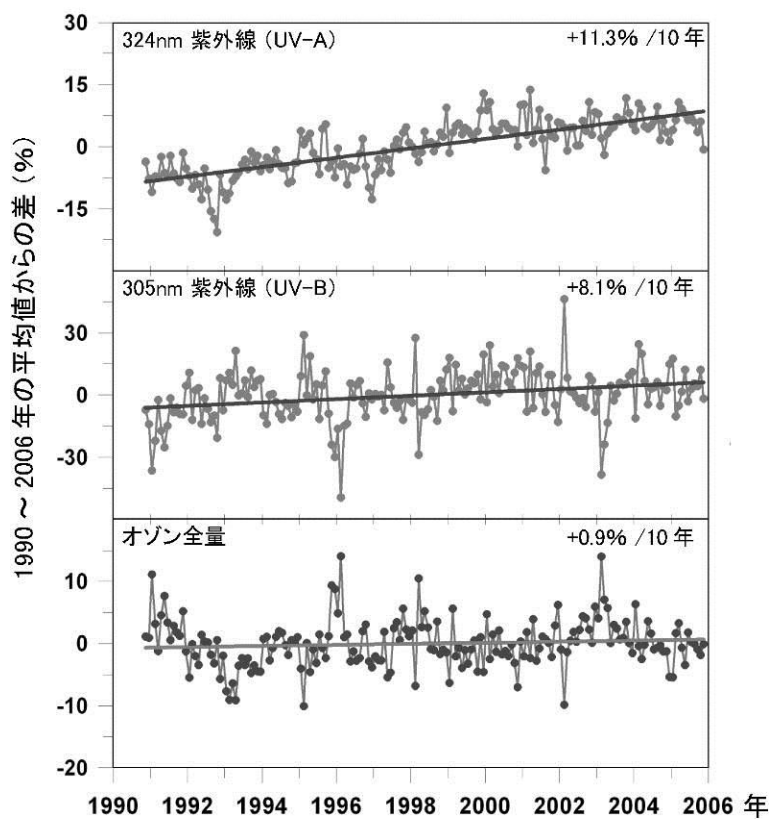 1990 ~ 2006 年の平均値からの差 (%)
324nm 紫外線 (UV-A)
+11.3% /10 年
30
15
0
-15
305nm 紫外線 (UV-B)
+8.1% /10 年
30
0
-30
オゾン全量
+0.9% /10 年
10
0
-10
-20
1990 1992 1994 1996 1998 2000 2002 2004 2006 年